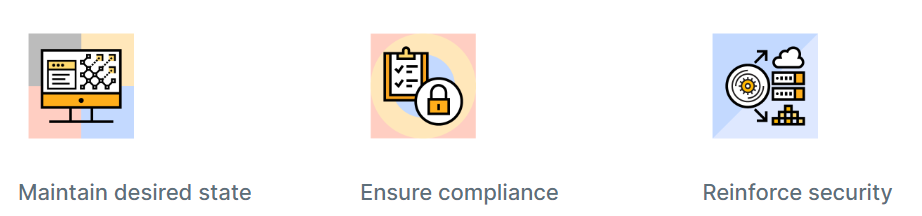 Maintain desired state
Ensure compliance
Reinforce security